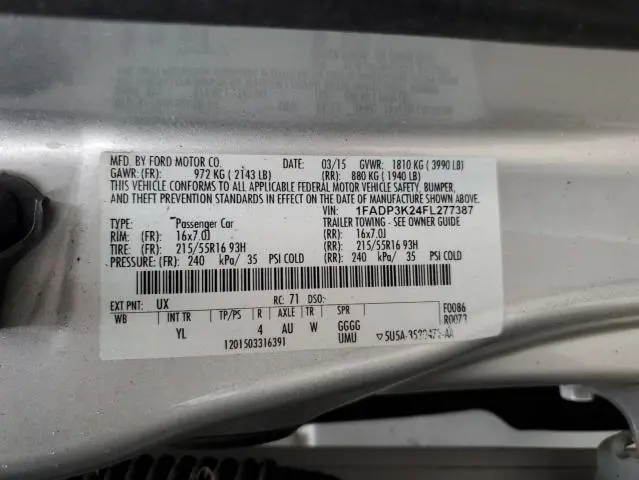 MFD. BY FORD MOTOR CO. DATE: 03/15 GVWR: 1810 KG ( 3990 LB)
GAWR: (FR): 972 KG ( 2143 LB) (RR): 880 KG ( 1940 LB)
THIS VEHICLE CONFORMS TO ALL APPLICABLE FEDERAL MOTOR VEHICLE SAFETY, BUMPER,
AND THEFT PREVENTION STANDARDS IN EFFECT ON THE DATE OF MANUFACTURE SHOWN ABOVE.
VIN: 1FADP3K24FL277387
TYPE: Passenger Car TRAILER TOWING - SEE OWNER GUIDE
RIM: (FR): 16x7.0J (RR): 16x7.0J
TIRE: (FR): 215/55R16 93H (RR): 215/55R16 93H
PRESSURE: (FR): 240 kPa/ 35 PSI COLD (RR): 240 kPa/ 35 PSI COLD
EXT PNT: UX RC: 71 DSO: F0086
WB INT TR TP/PS R AXLE TR SPR R0073
YL 4 AU W GGGG
1201503316391 UMU